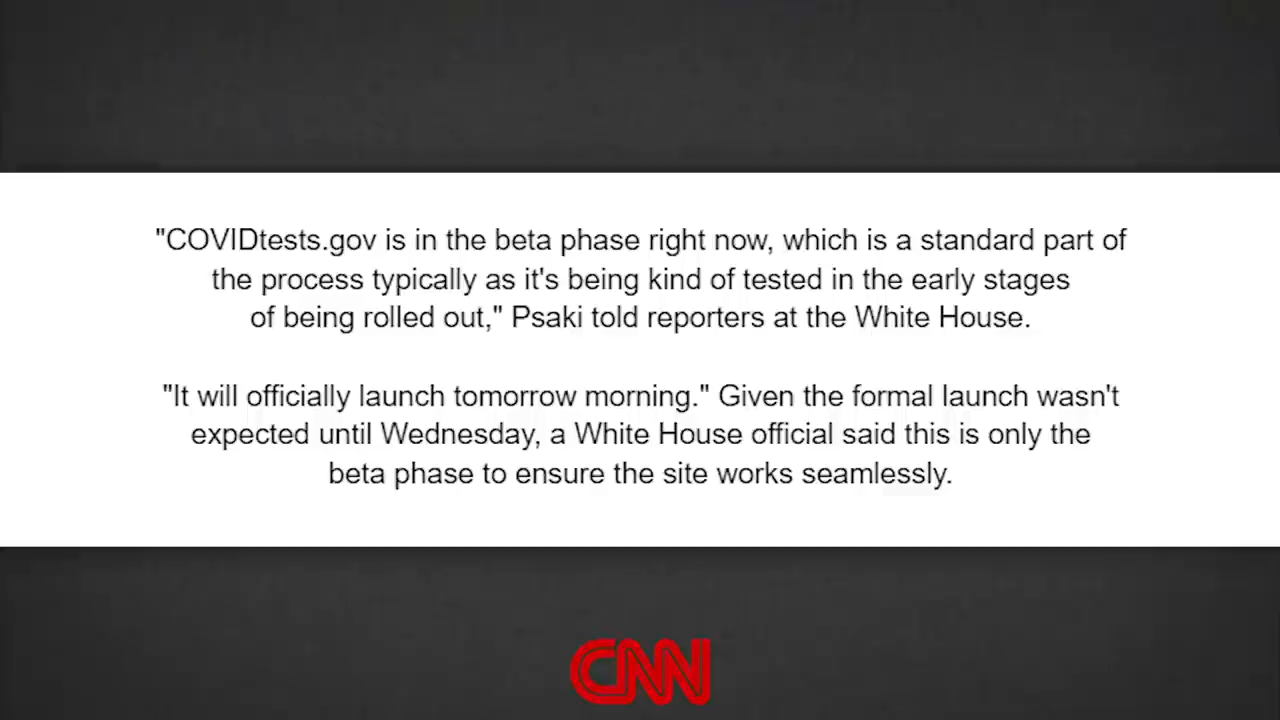 "COVIDtests.gov is in the beta phase right now, which is a standard part of
the process typically as it's being kind of tested in the early stages
of being rolled out," Psaki told reporters at the White House.
"It will officially launch tomorrow morning." Given the formal launch wasn't
expected until Wednesday, a White House official said this is only the
beta phase to ensure the site works seamlessly.
CNN